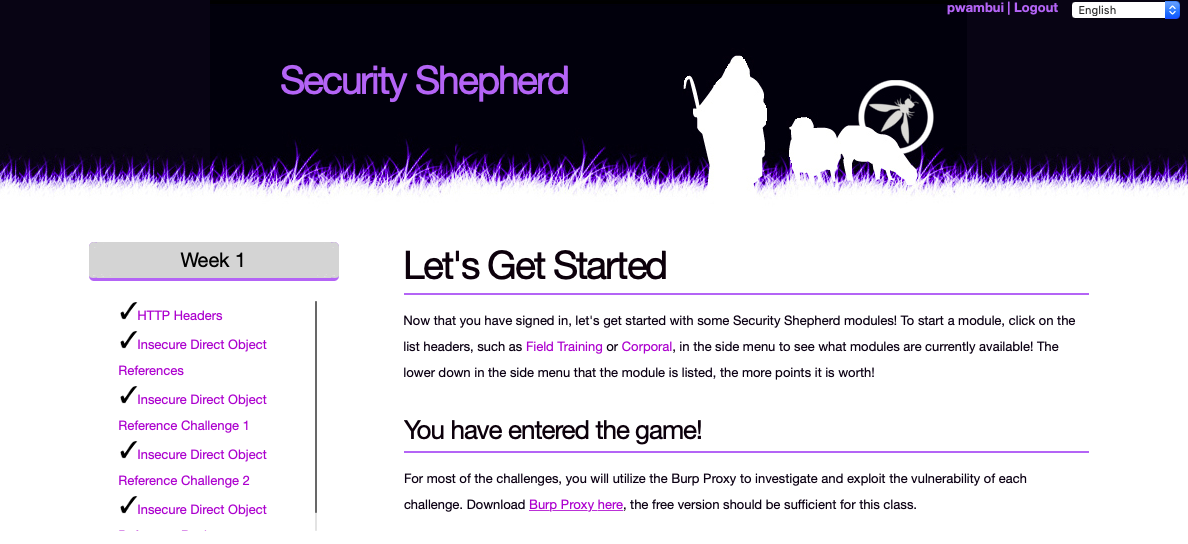 pwambui | Logout
English
Security Shepherd
Week 1
✓HTTP Headers
✓Insecure Direct Object
References
✓Insecure Direct Object
Reference Challenge 1
✓Insecure Direct Object
Reference Challenge 2
✓Insecure Direct Object
Let's Get Started
Now that you have signed in, let's get started with some Security Shepherd modules! To start a module, click on the
list headers, such as Field Training or Corporal, in the side menu to see what modules are currently available! The
lower down in the side menu that the module is listed, the more points it is worth!
You have entered the game!
For most of the challenges, you will utilize the Burp Proxy to investigate and exploit the vulnerability of each
challenge. Download Burp Proxy here, the free version should be sufficient for this class.